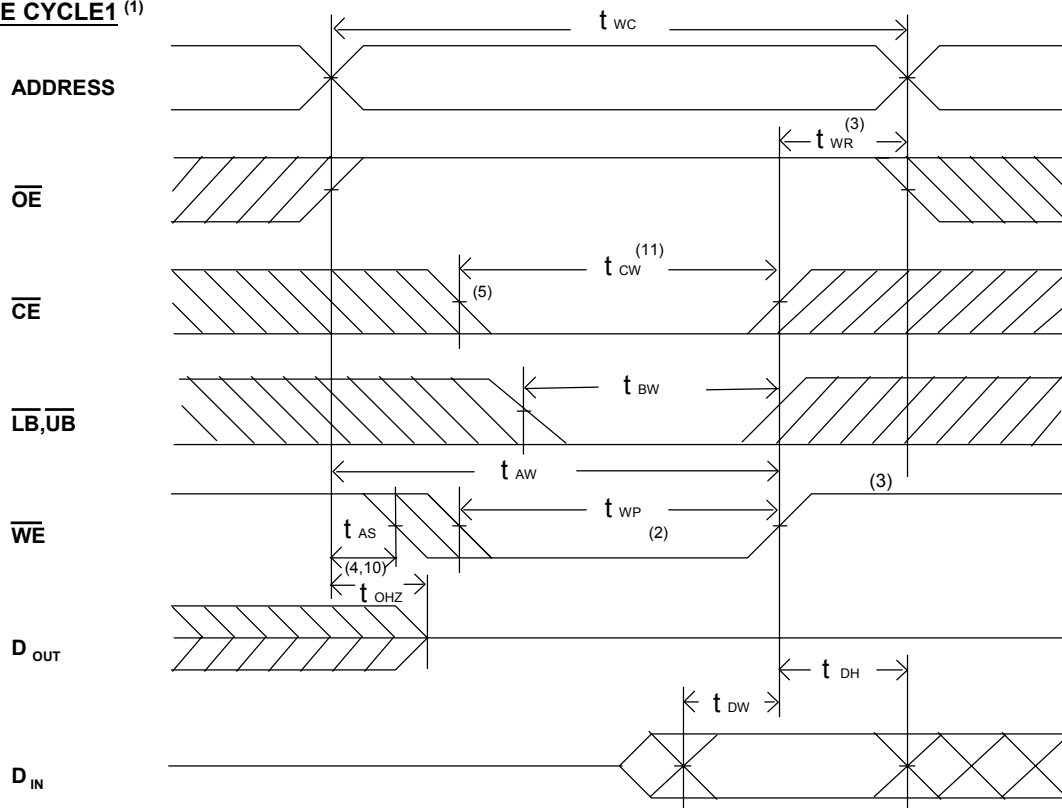 E CYCLE1 (1)
t WC
ADDRESS
t WR (3)
OE
t CW (11)
CE
(5)
t BW
LB,UB
t AW
(3)
t WP
WE
t AS
(2)
(4,10)
t OHZ
D OUT
t DH
t DW
D IN